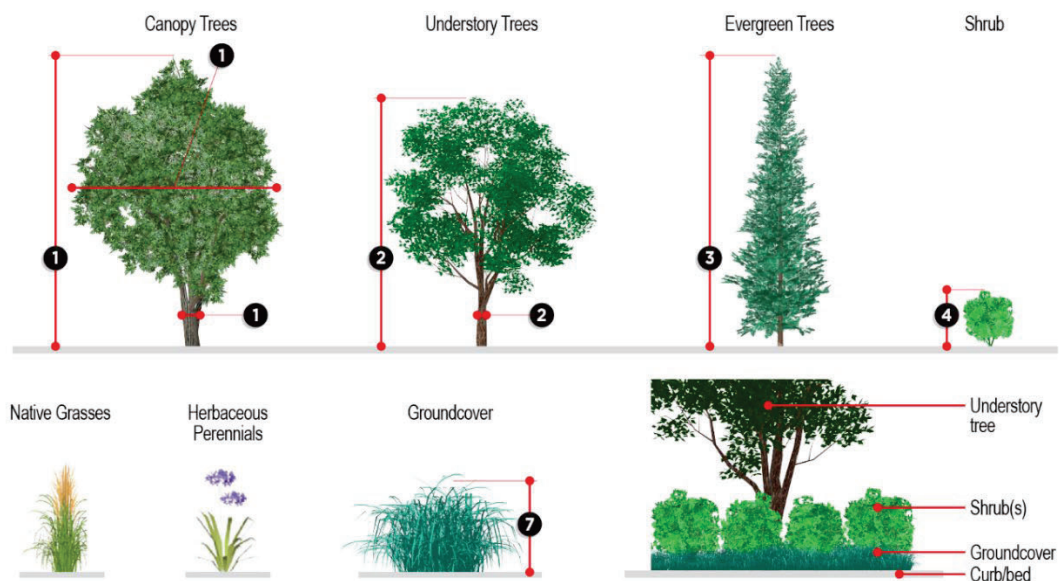 Canopy Trees
Understory Trees
Evergreen Trees
Shrub
1
1
2
3
1
2
4
Native Grasses
Herbaceous
Perennials
Groundcover
7
Understory
tree
Shrub(s)
Groundcover
Curb/bed